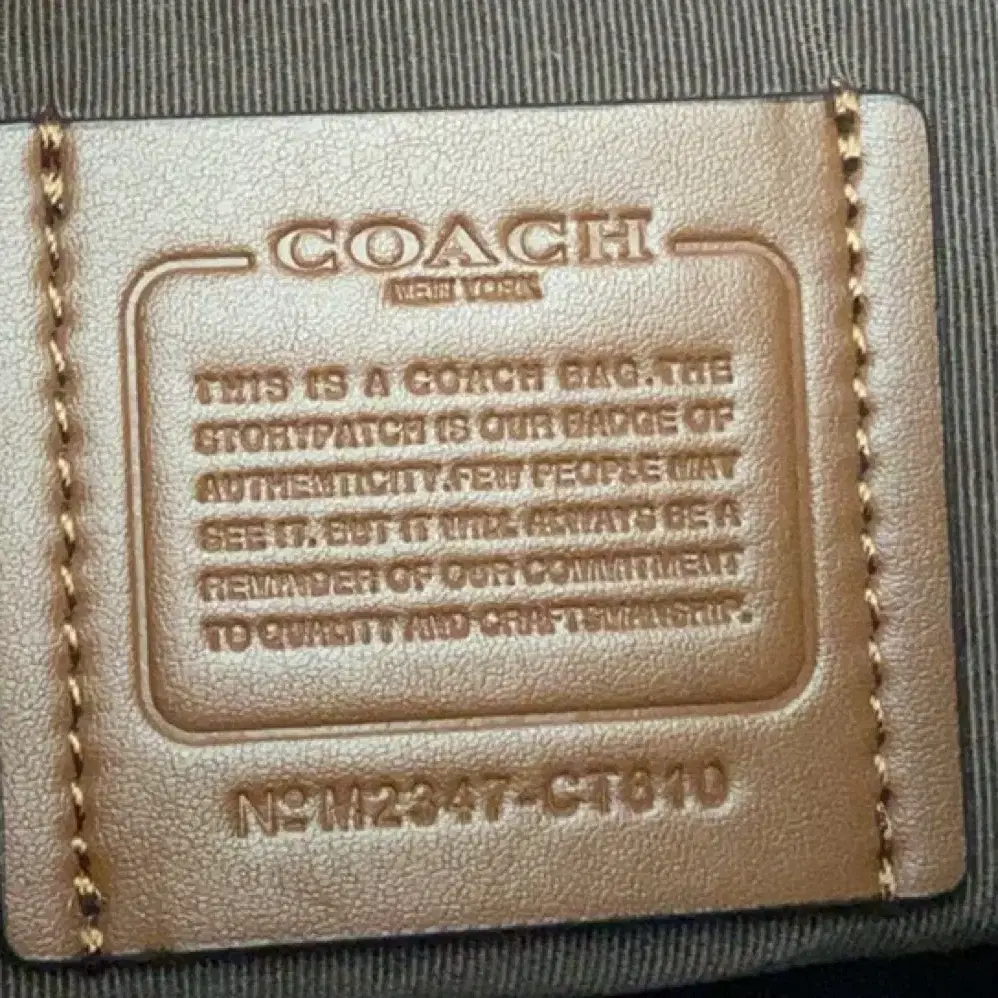 COACH
NEW YORK
THIS IS A COACH BAG.THE
STORYPATCH IS OUR BADGE OF
AUTHENTICITY.FEW PEOPLE MAY
SEE IT. BUT IT WILL ALWAYS BE A
REMINDER OF OUR COMMITMENT
TO QUALITY AND CRAFTSMANSHIP.
NoM2347-CT610